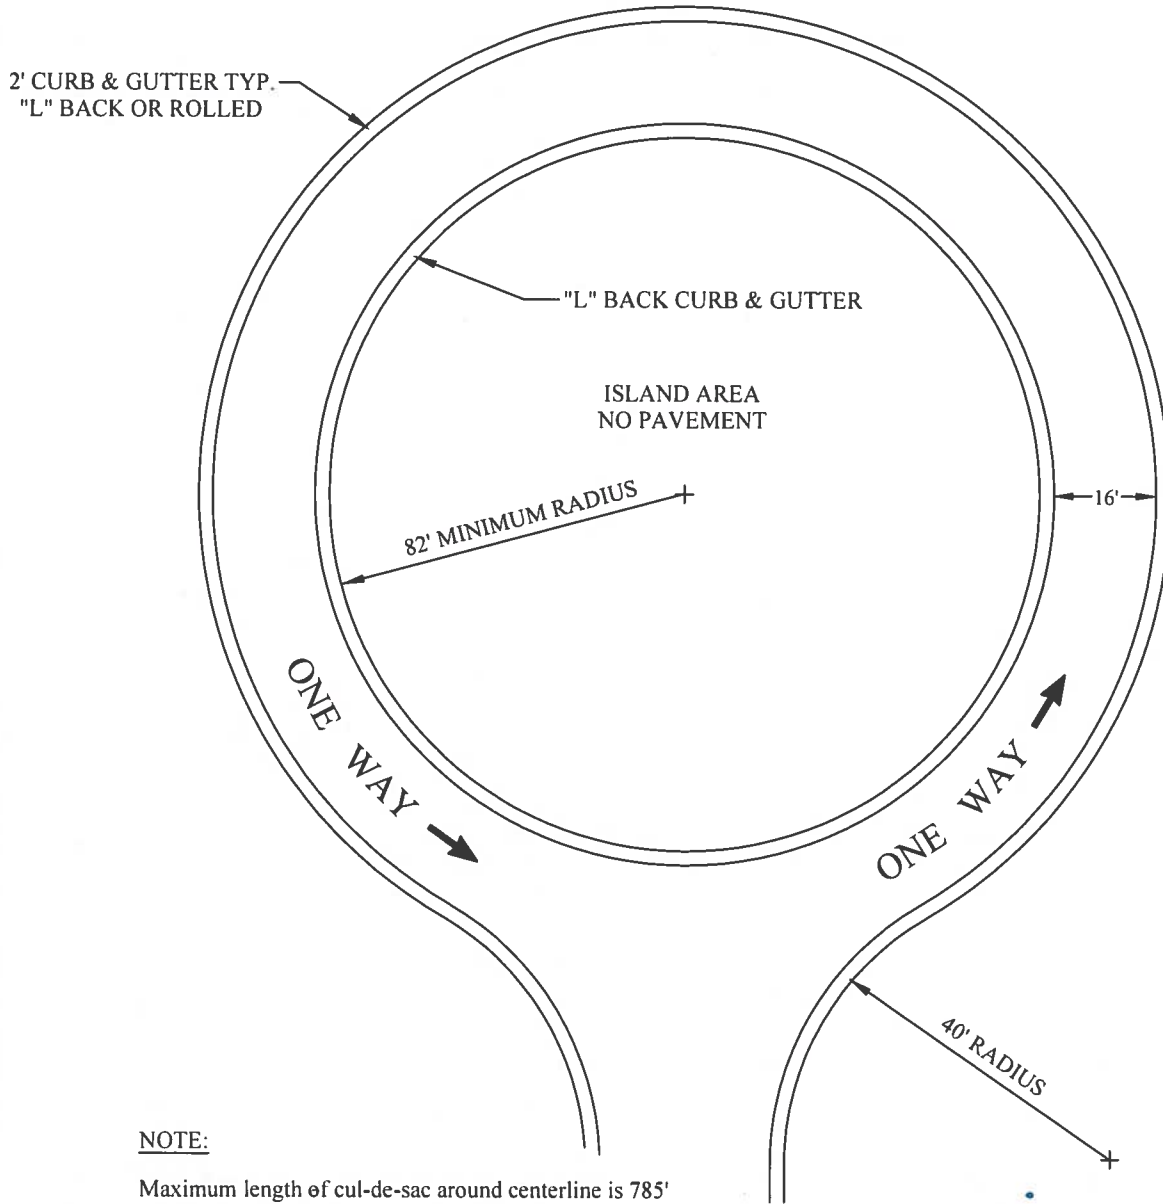 2' CURB & GUTTER TYP.
"L" BACK OR ROLLED
"L" BACK CURB & GUTTER
ISLAND AREA
NO PAVEMENT
82' MINIMUM RADIUS
16'
ONE WAY
ONE WAY
40' RADIUS
NOTE:
Maximum length of cul-de-sac around centerline is 785'